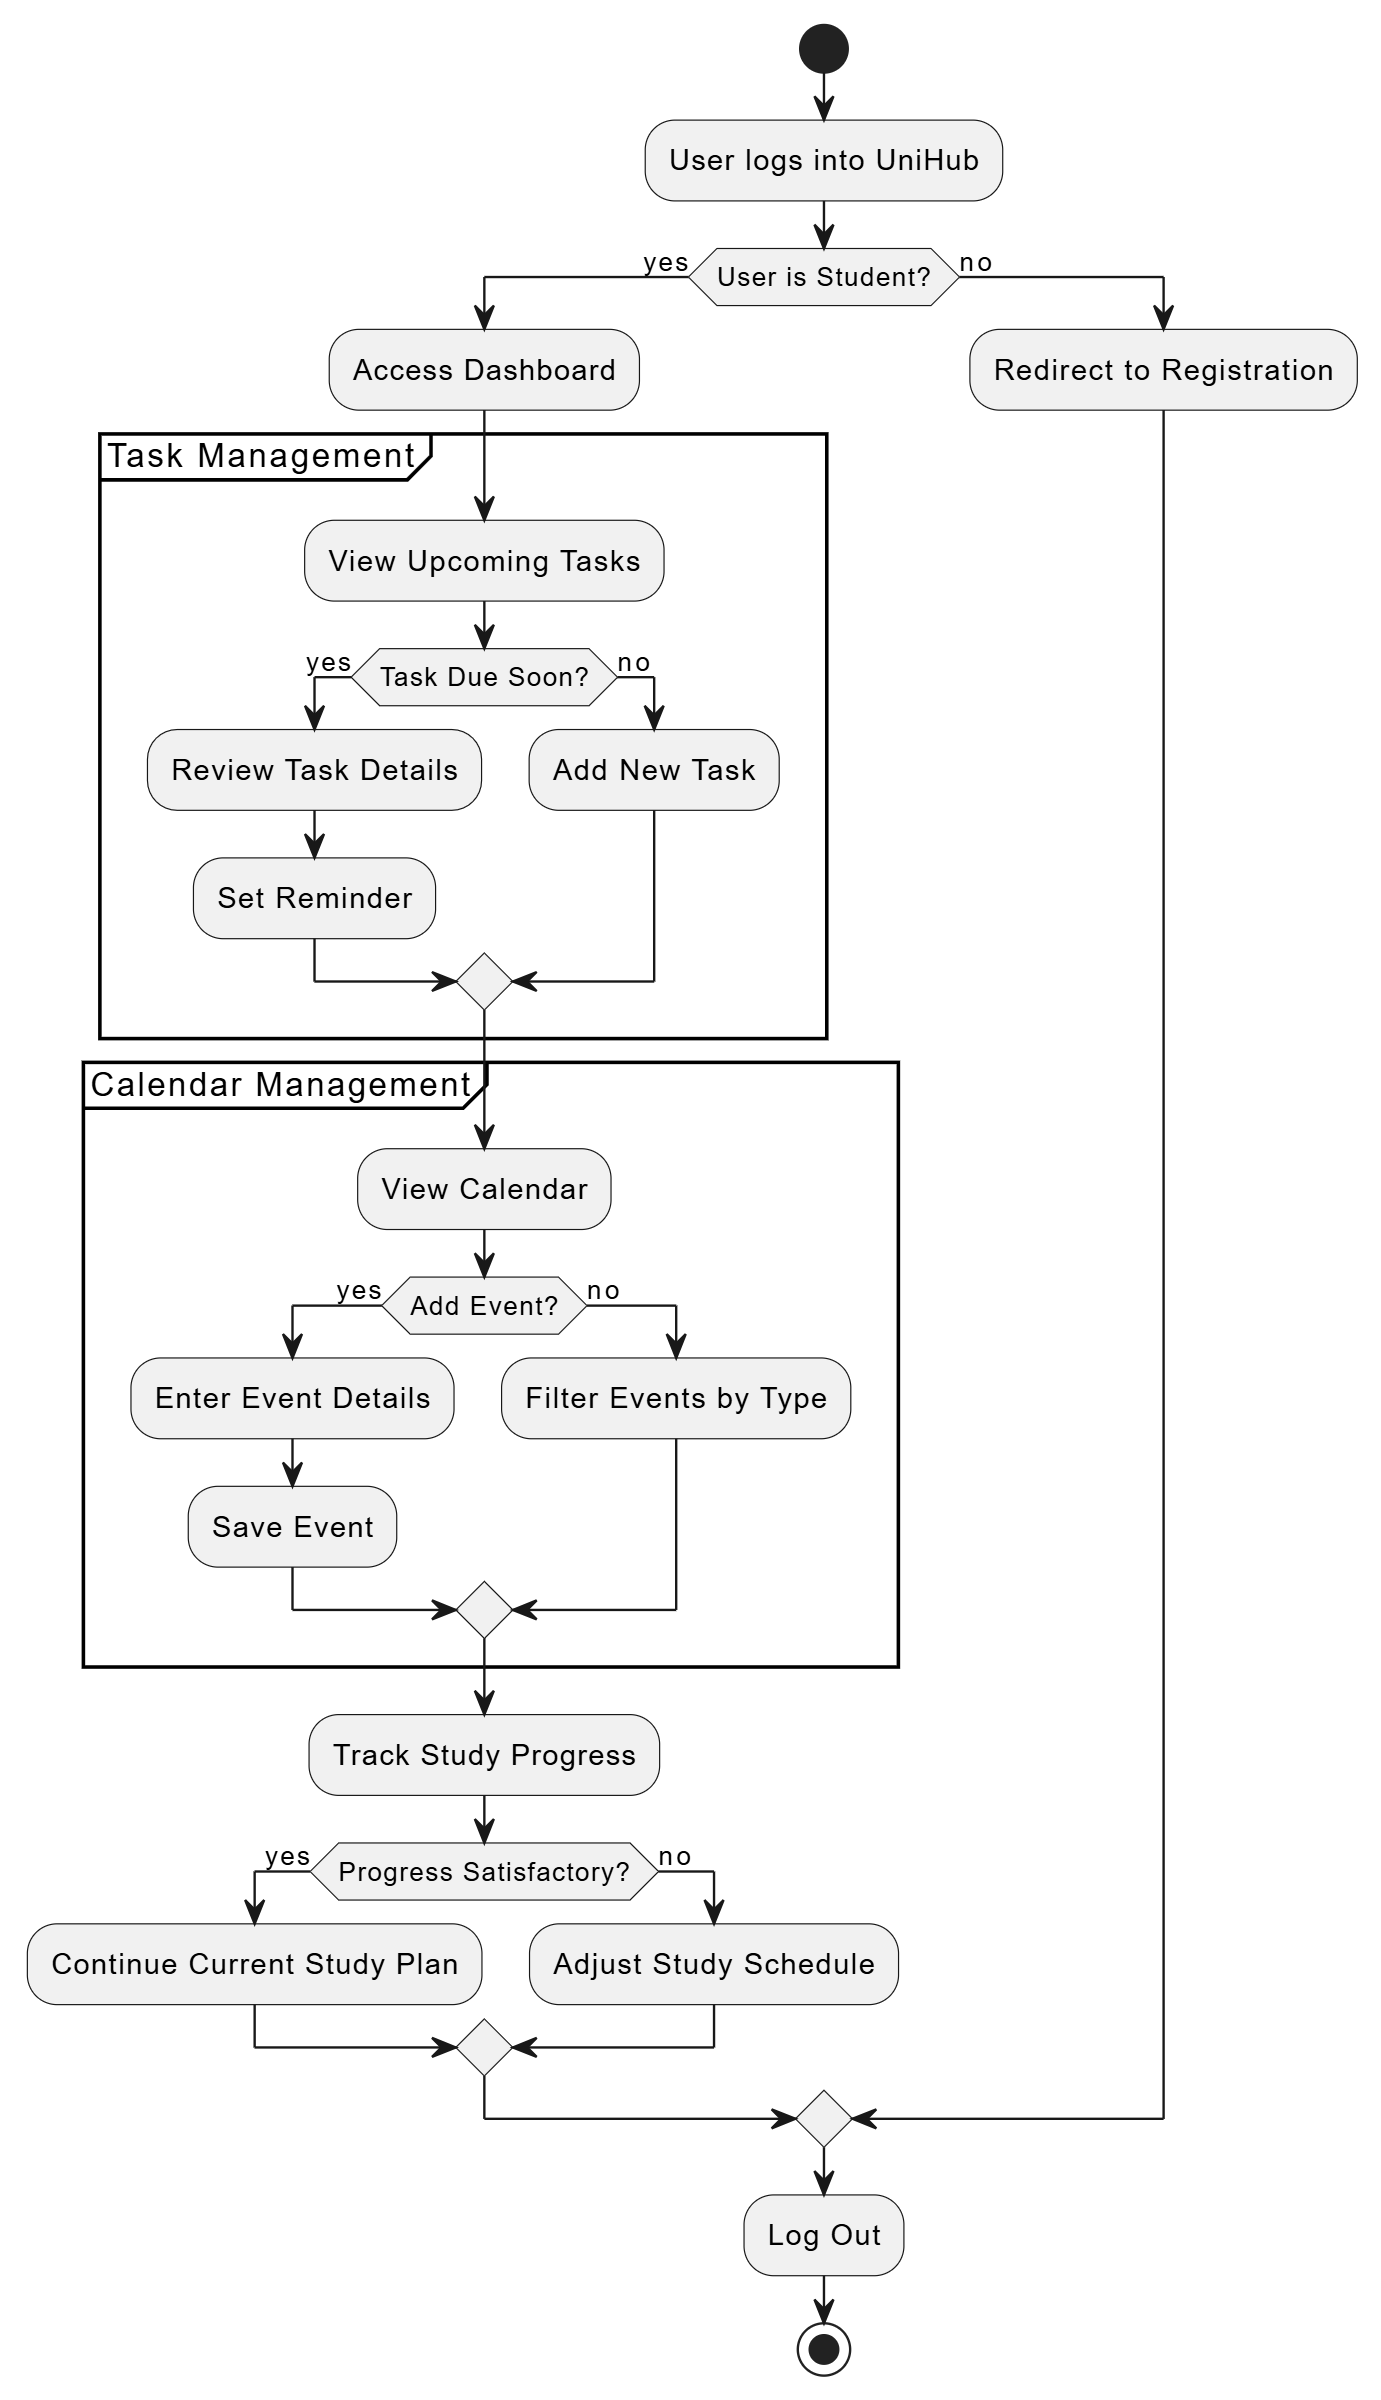 User logs into UniHub
yes
User is Student?
no
Access Dashboard
Redirect to Registration
Task Management
View Upcoming Tasks
yes
Task Due Soon?
no
Review Task Details
Add New Task
Set Reminder
Calendar Management
View Calendar
yes
Add Event?
no
Enter Event Details
Filter Events by Type
Save Event
Track Study Progress
yes
Progress Satisfactory?
no
Continue Current Study Plan
Adjust Study Schedule
Log Out